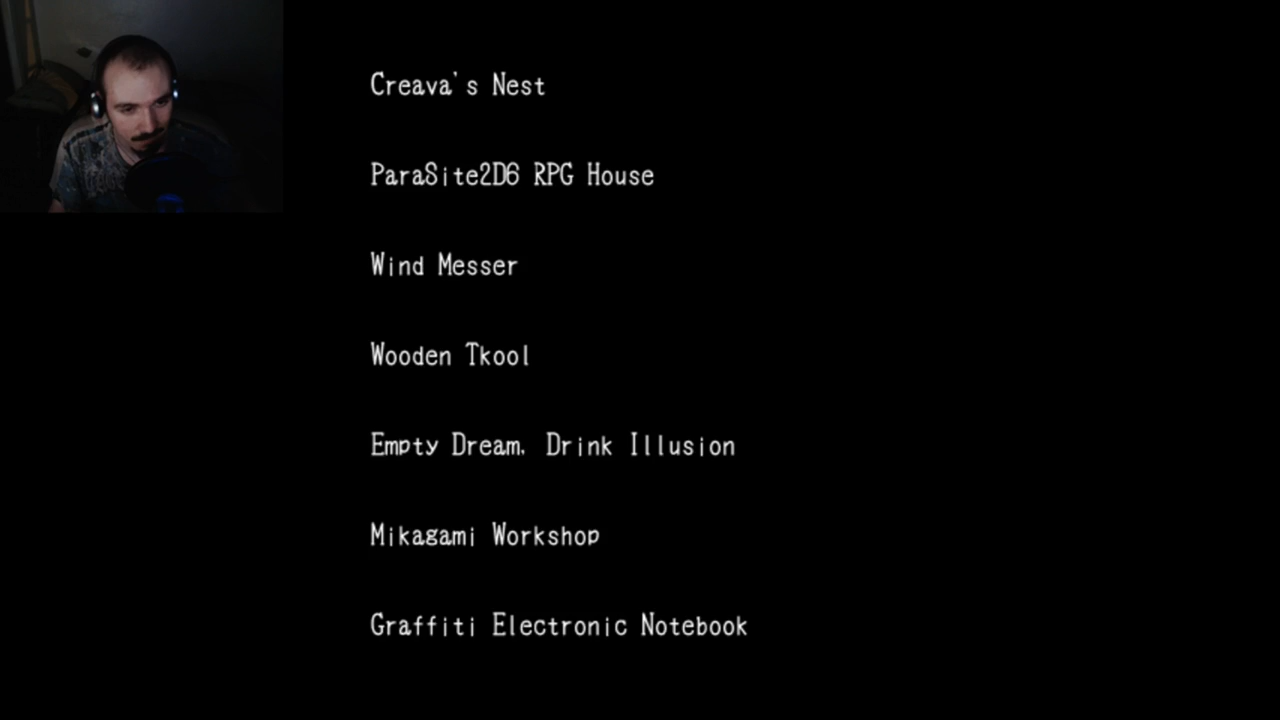 Creava's Nest
ParaSite2D6 RPG House
Wind Messer
Wooden Tkool
Empty Dream. Drink Illusion
Mikagami Workshop
Graffiti Electronic Notebook